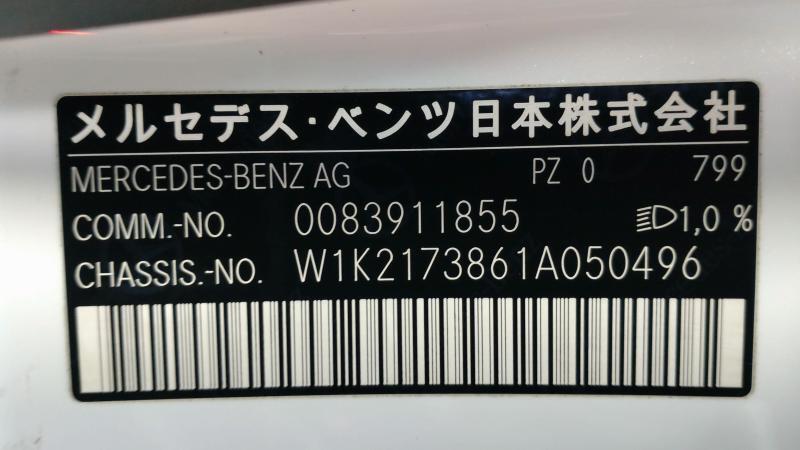 メルセデス・ベンツ日本株式会社
MERCEDES-BENZ AG PZ 0 799
COMM.-NO. 0083911855 1,0 %
CHASSIS.-NO. W1K2173861A050496